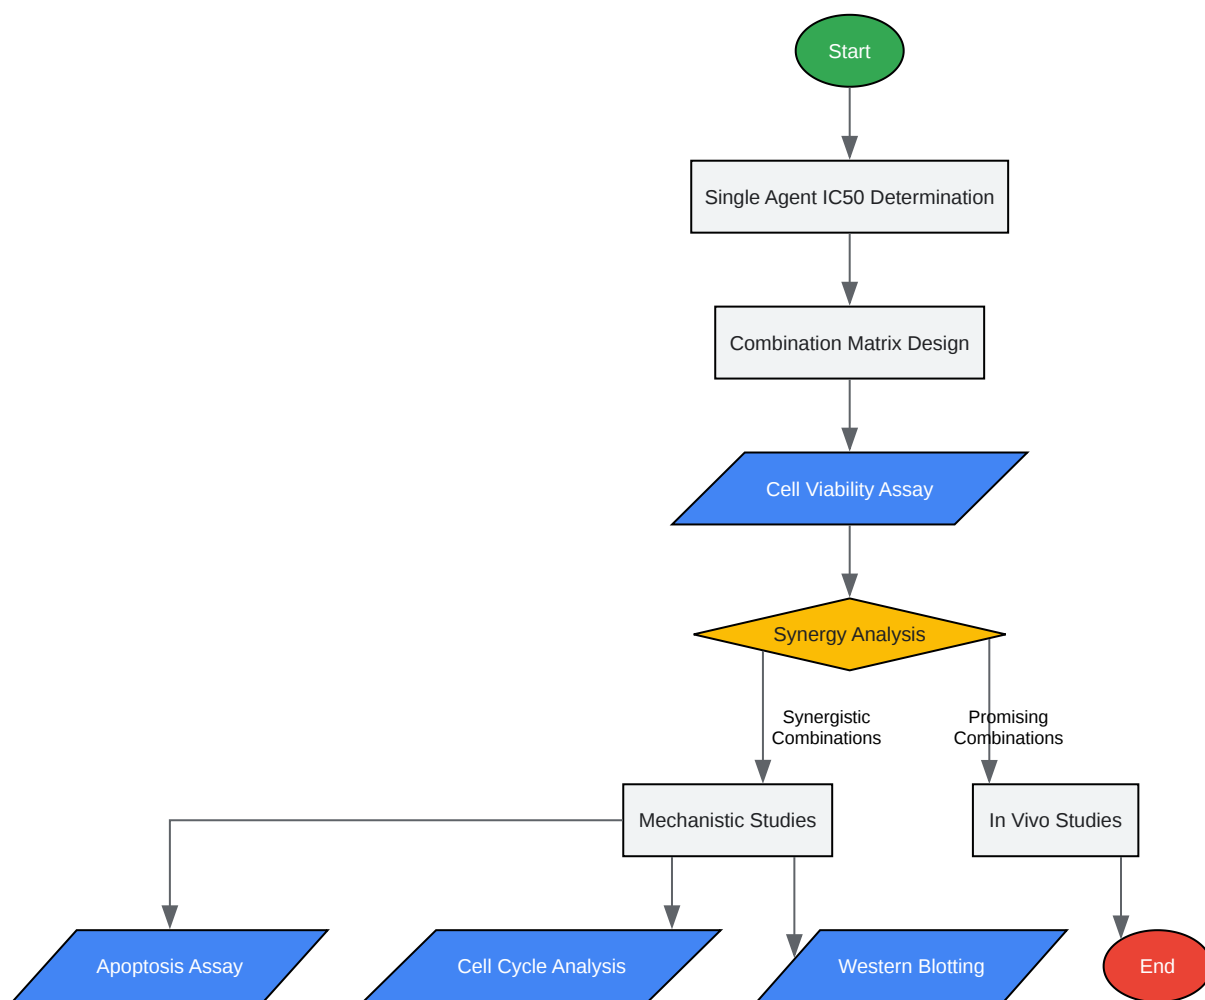 Start
Single Agent IC50 Determination
Combination Matrix Design
Cell Viability Assay
Synergy Analysis
Synergistic
Combinations
Promising
Combinations
Mechanistic Studies
In Vivo Studies
Apoptosis Assay
Cell Cycle Analysis
Western Blotting
End